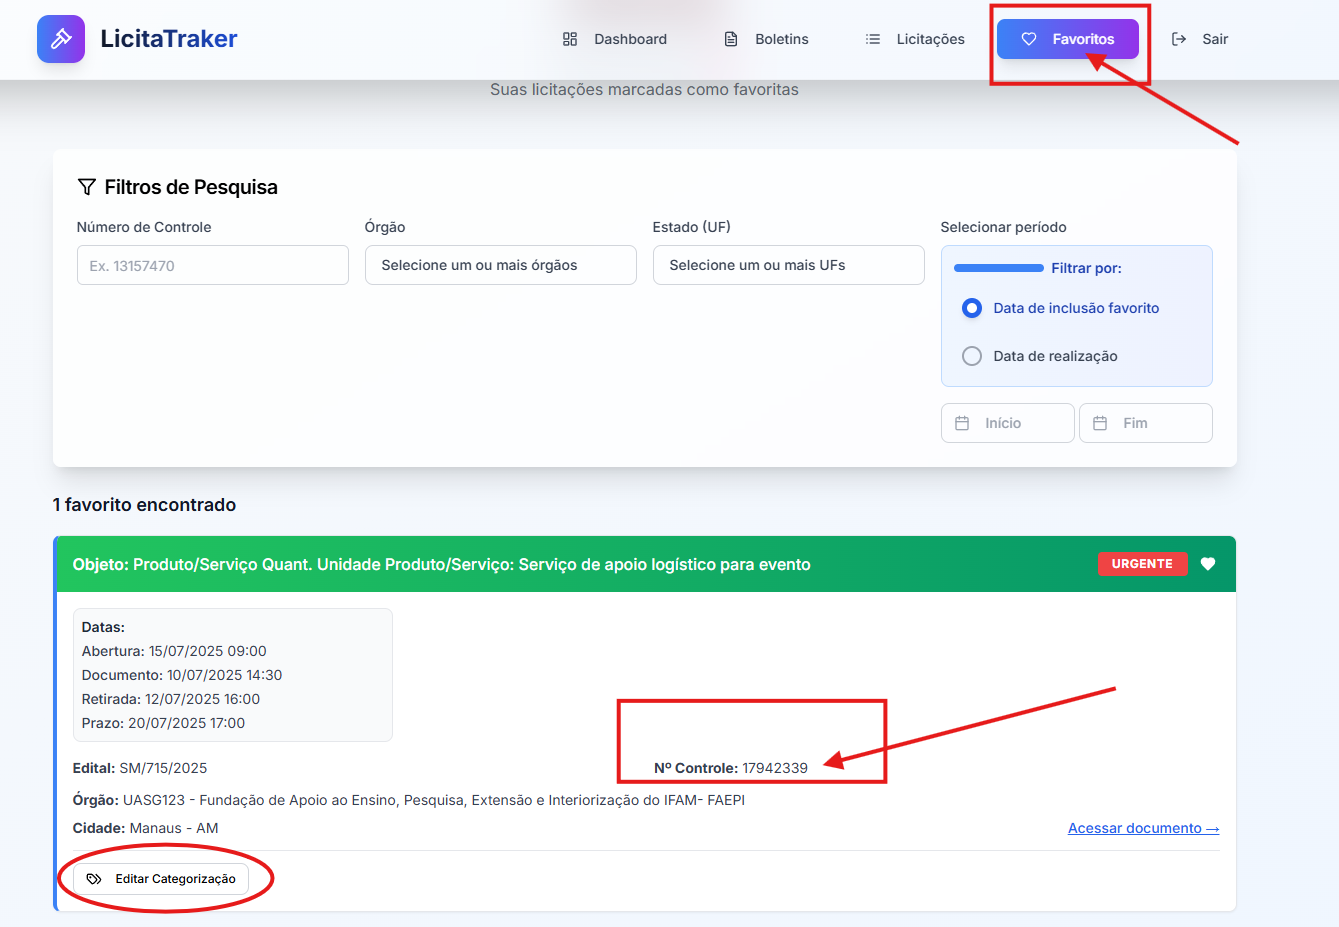 LicitaTraker
Dashboard
Boletins
Licitações
Favoritos
Sair
Suas licitações marcadas como favoritas
Filtros de Pesquisa
Número de Controle
Órgão
Estado (UF)
Selecionar período
Ex. 13157470
Selecione um ou mais órgãos
Selecione um ou mais UFs
Filtrar por:
Data de inclusão favorito
Data de realização
Início
Fim
1 favorito encontrado
Objeto: Produto/Serviço Quant. Unidade Produto/Serviço: Serviço de apoio logístico para evento
URGENTE
Datas:
Abertura: 15/07/2025 09:00
Documento: 10/07/2025 14:30
Retirada: 12/07/2025 16:00
Prazo: 20/07/2025 17:00
Edital: SM/715/2025
Nº Controle: 17942339
Órgão: UASG123 - Fundação de Apoio ao Ensino, Pesquisa, Extensão e Interiorização do IFAM- FAEPI
Cidade: Manaus - AM
Acessar documento →
Editar Categorização